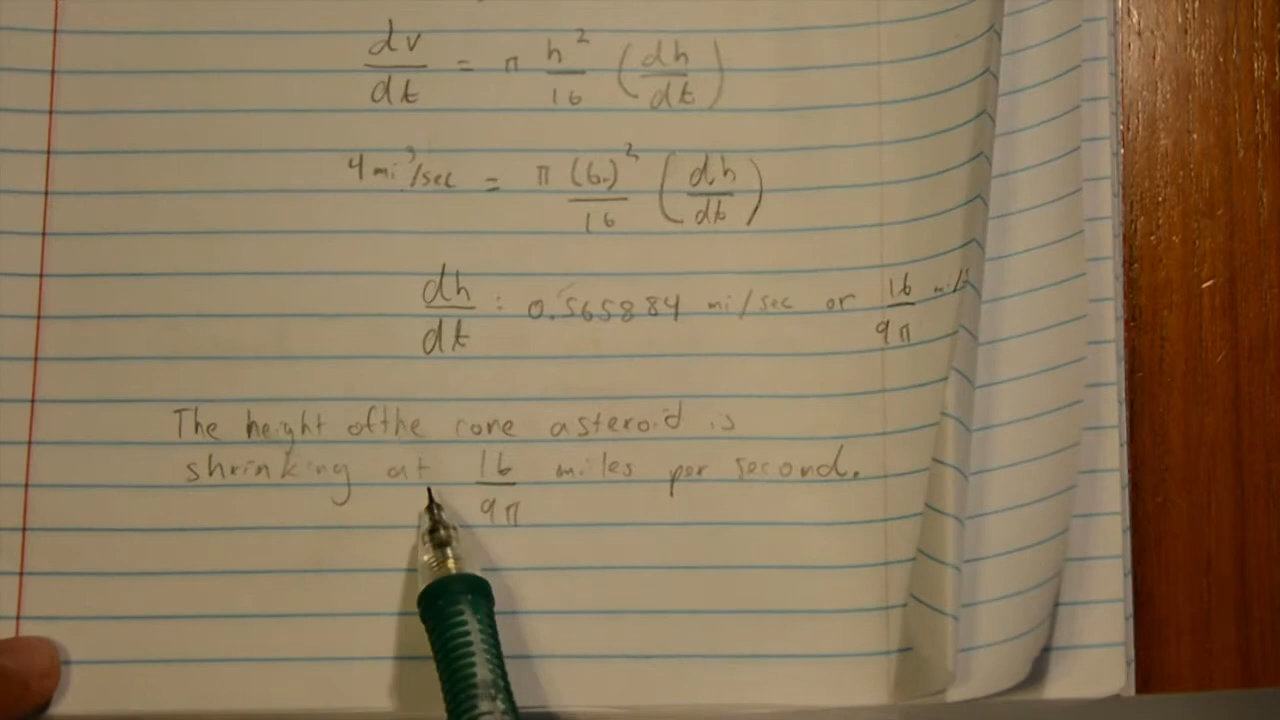 dv/dt = π h²/16 (dh/dt)
4 mi³/sec = π (6)²/16 (dh/dt)
dh/dt : 0.565884 mi/sec or 16/9π mi/s
The height of the cone asteroid is
shrinking at 16/9π miles per second.